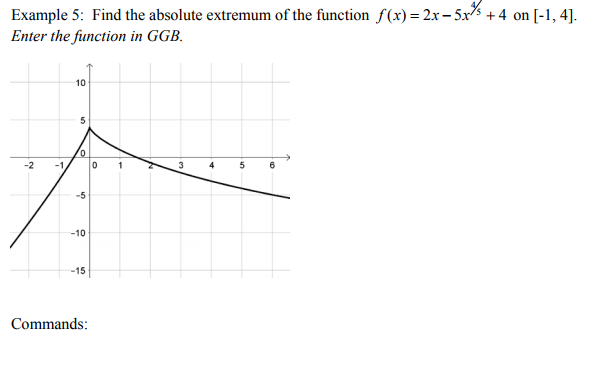 Example 5: Find the absolute extremum of the function f(x) = 2x – 5x^(4/5) + 4 on [-1, 4].
Enter the function in GGB.
10
5
0
-2 -1 0 1 2 3 4 5 6
-5
-10
-15
Commands: